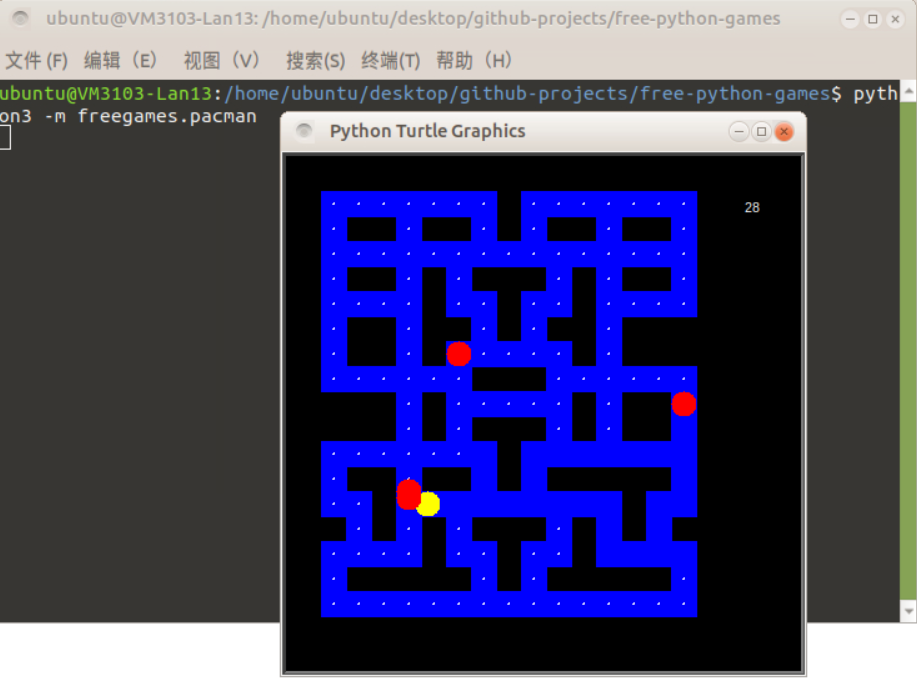 ubuntu@VM3103-Lan13: /home/ubuntu/desktop/github-projects/free-python-games
文件(F) 编辑（E） 视图（V） 搜索(S) 终端(T) 帮助（H）
ubuntu@VM3103-Lan13:/home/ubuntu/desktop/github-projects/free-python-games$ pyth
on3 -m freegames.pacman
Python Turtle Graphics
28